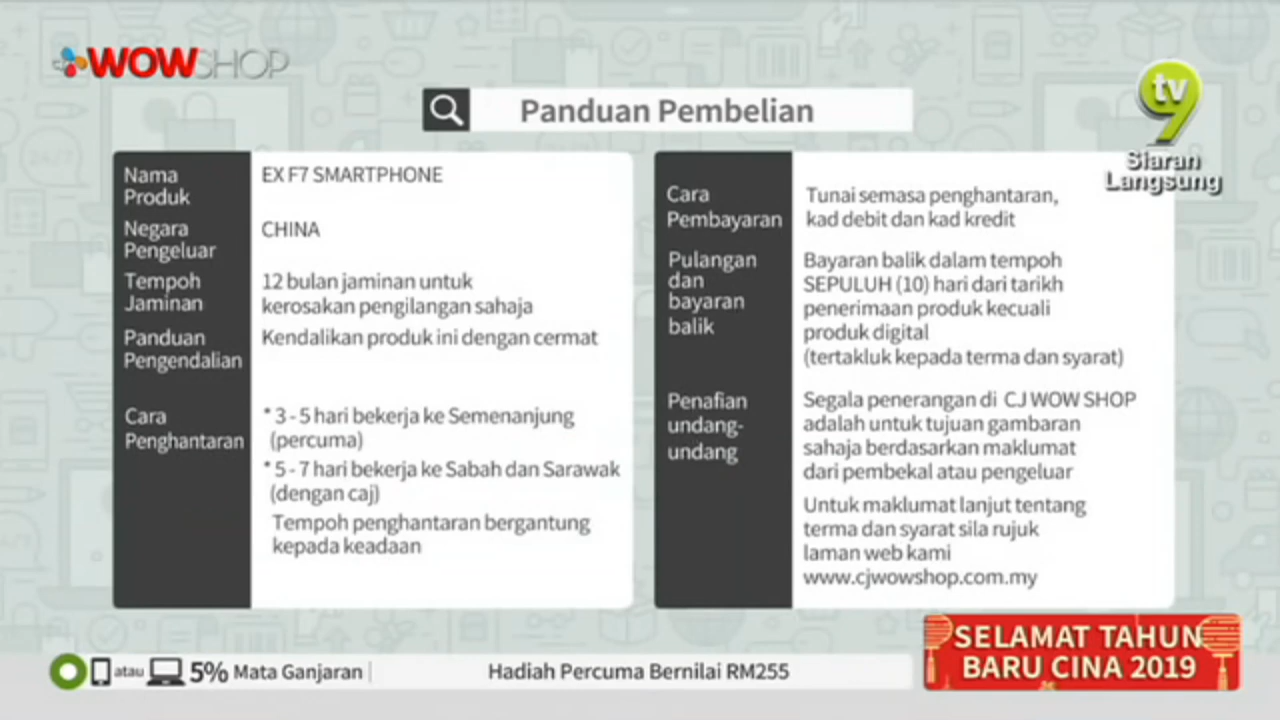 WOWSHOP
tv9
Siaran
Langsung
Panduan Pembelian
Nama
Produk
EX F7 SMARTPHONE
Negara
Pengeluar
CHINA
Tempoh
Jaminan
12 bulan jaminan untuk
kerosakan pengilangan sahaja
Panduan
Pengendalian
Kendalikan produk ini dengan cermat
Cara
Penghantaran
* 3 - 5 hari bekerja ke Semenanjung
(percuma)
* 5 - 7 hari bekerja ke Sabah dan Sarawak
(dengan caj)
Tempoh penghantaran bergantung
kepada keadaan
Cara
Pembayaran
Tunai semasa penghantaran,
kad debit dan kad kredit
Pulangan
dan
bayaran
balik
Bayaran balik dalam tempoh
SEPULUH (10) hari dari tarikh
penerimaan produk kecuali
produk digital
(tertakluk kepada terma dan syarat)
Penafian
undang-
undang
Segala penerangan di CJ WOW SHOP
adalah untuk tujuan gambaran
sahaja berdasarkan maklumat
dari pembekal atau pengeluar
Untuk maklumat lanjut tentang
terma dan syarat sila rujuk
laman web kami
www.cjwowshop.com.my
atau 5% Mata Ganjaran
Hadiah Percuma Bernilai RM255
SELAMAT TAHUN
BARU CINA 2019